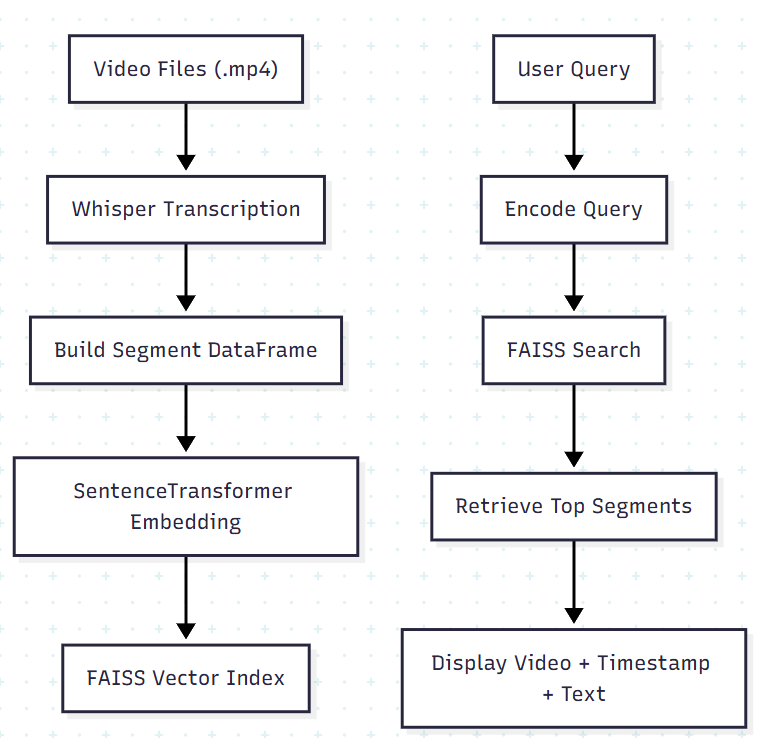 Video Files (.mp4)
Whisper Transcription
Build Segment DataFrame
SentenceTransformer
Embedding
FAISS Vector Index
User Query
Encode Query
FAISS Search
Retrieve Top Segments
Display Video + Timestamp
+ Text